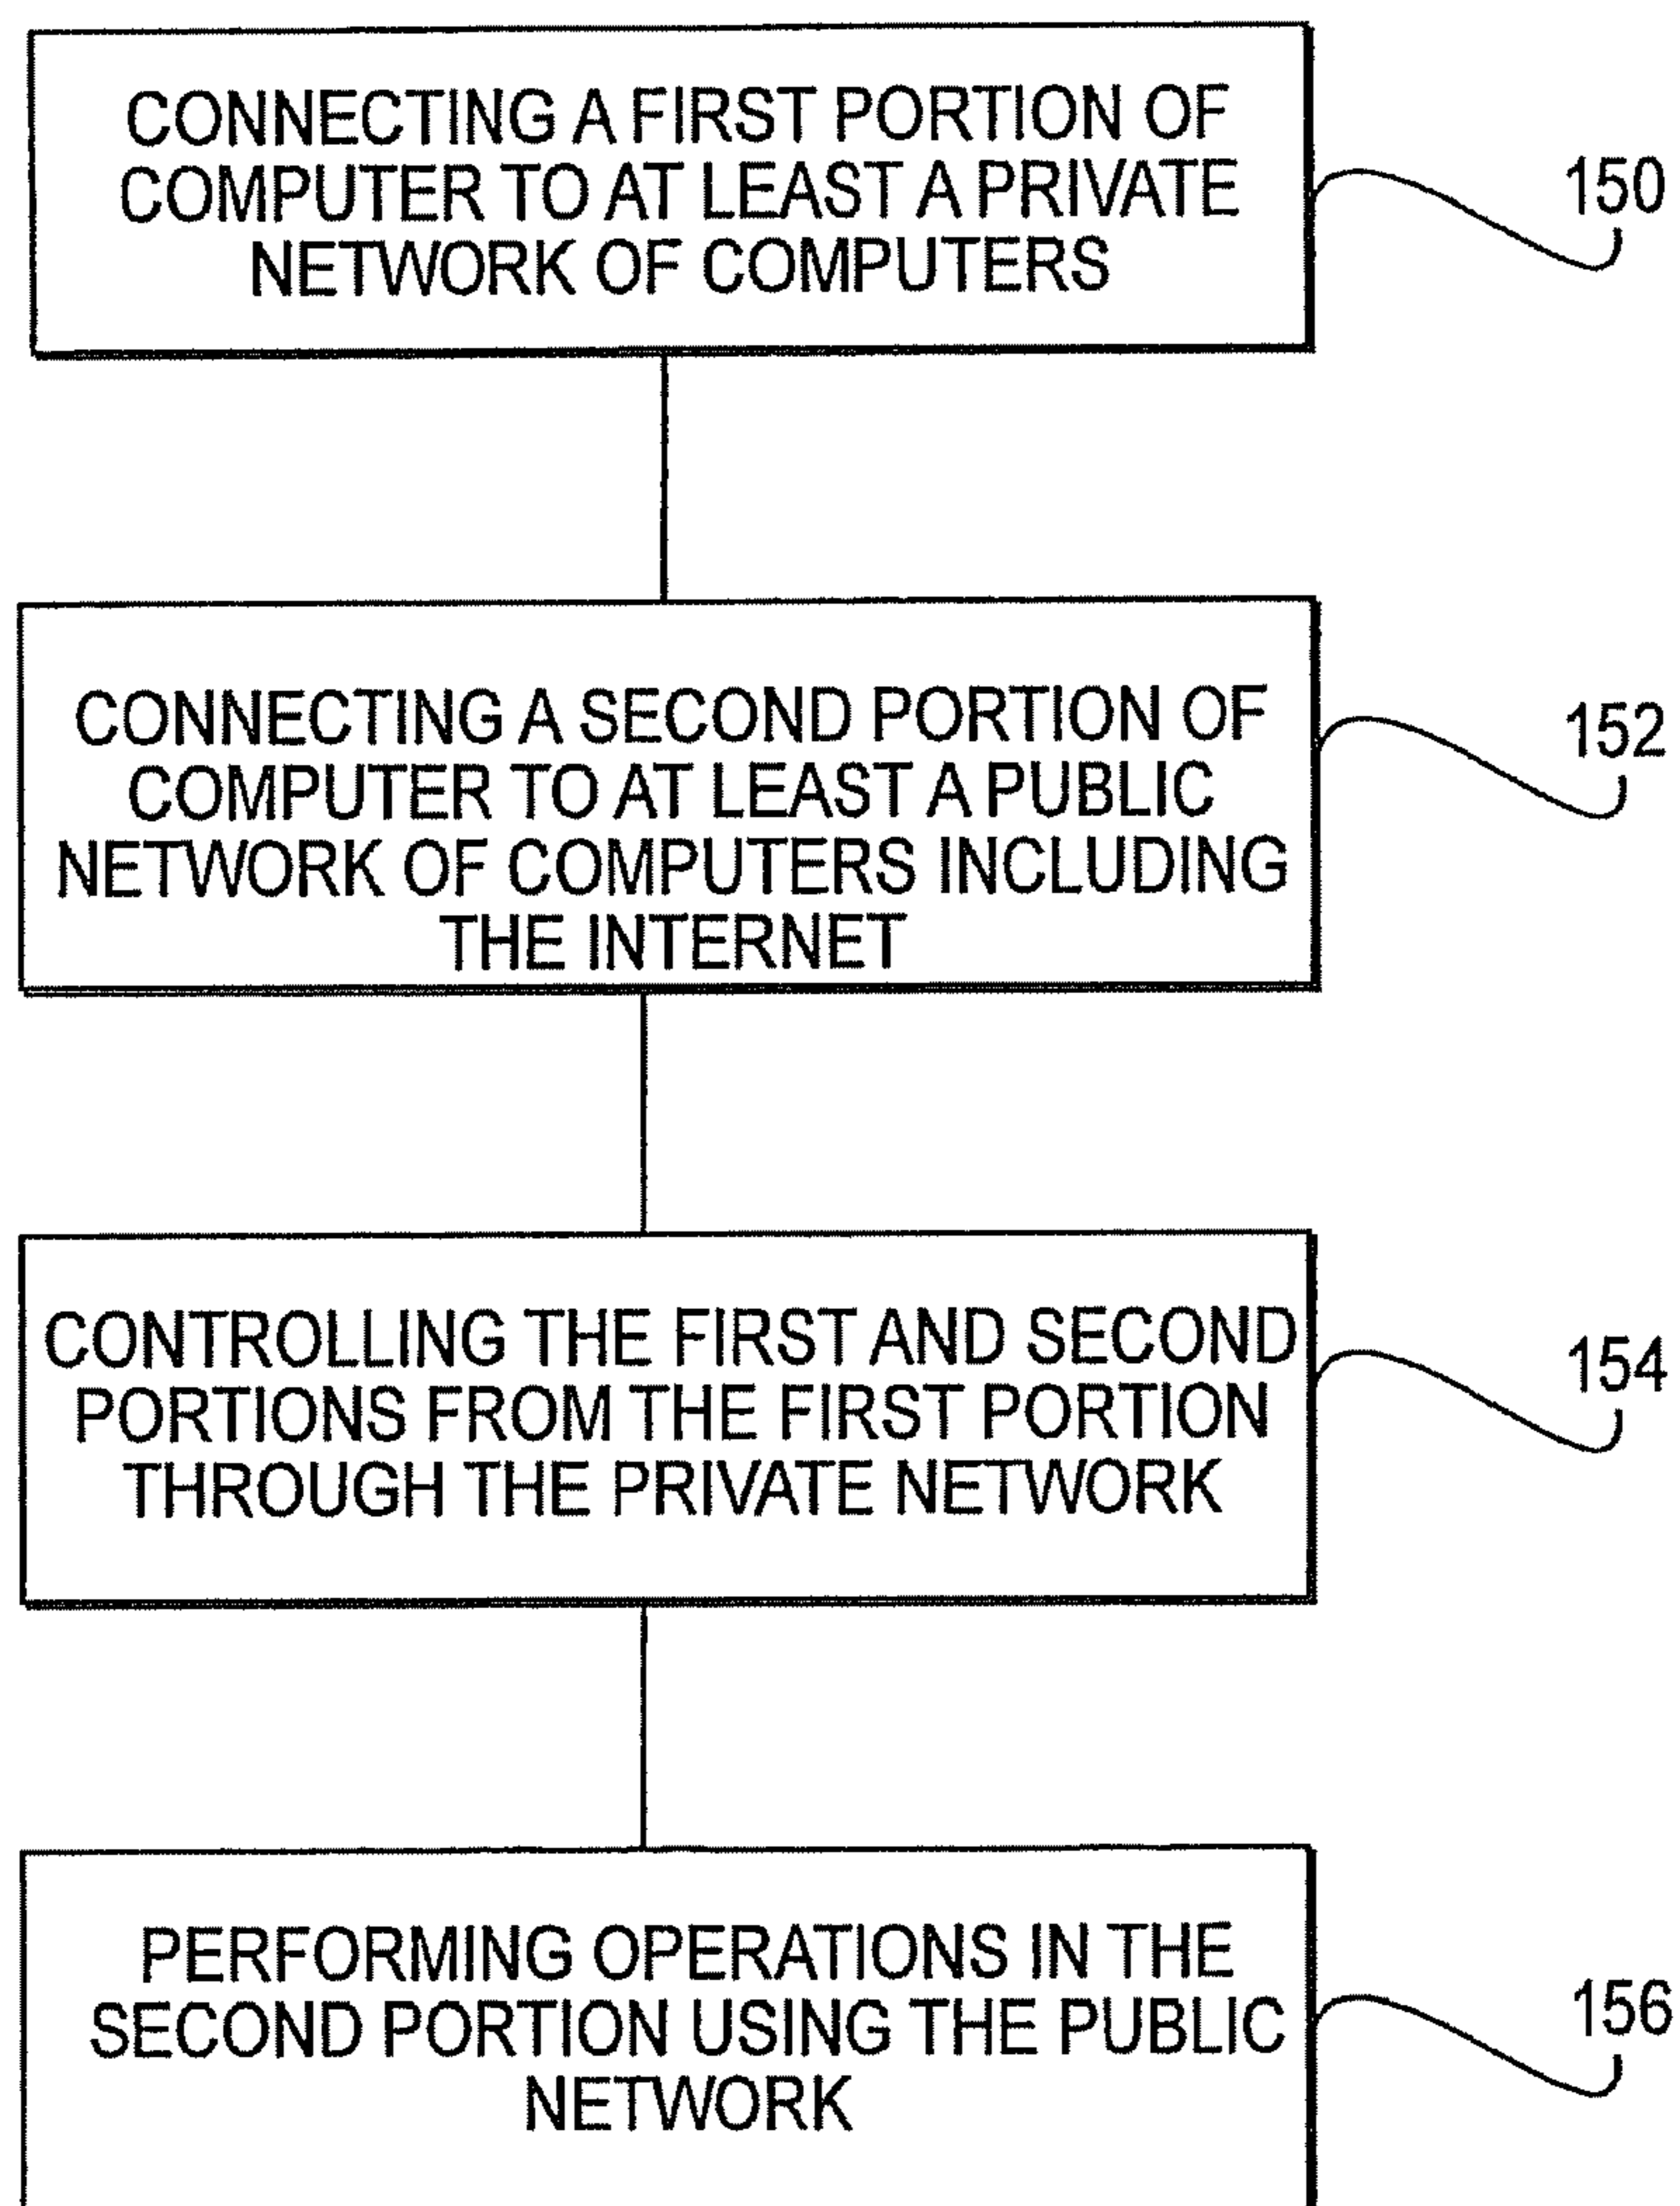 CONNECTING A FIRST PORTION OF
COMPUTER TO AT LEAST A PRIVATE
NETWORK OF COMPUTERS
150
CONNECTING A SECOND PORTION OF
COMPUTER TO AT LEAST A PUBLIC
NETWORK OF COMPUTERS INCLUDING
THE INTERNET
152
CONTROLLING THE FIRST AND SECOND
PORTIONS FROM THE FIRST PORTION
THROUGH THE PRIVATE NETWORK
154
PERFORMING OPERATIONS IN THE
SECOND PORTION USING THE PUBLIC
NETWORK
156